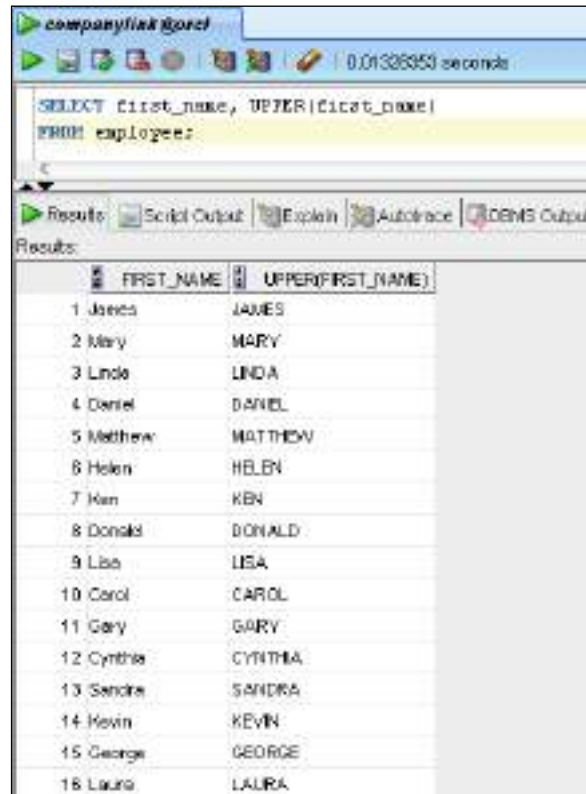 companylink@orcl
0.01328353 seconds
SELECT first_name, UPPER(first_name)
FROM employee;
Results Script Output Explain Autotrace DBMS Output
Results:
FIRST_NAME UPPER(FIRST_NAME)
1 James JAMES
2 Mary MARY
3 Linda LINDA
4 Daniel DANIEL
5 Matthew MATTHEW
6 Helen HELEN
7 Ken KEN
8 Donald DONALD
9 Lisa LISA
10 Carol CAROL
11 Gary GARY
12 Cynthia CYNTHIA
13 Sandra SANDRA
14 Kevin KEVIN
15 George GEORGE
16 Laura LAURA